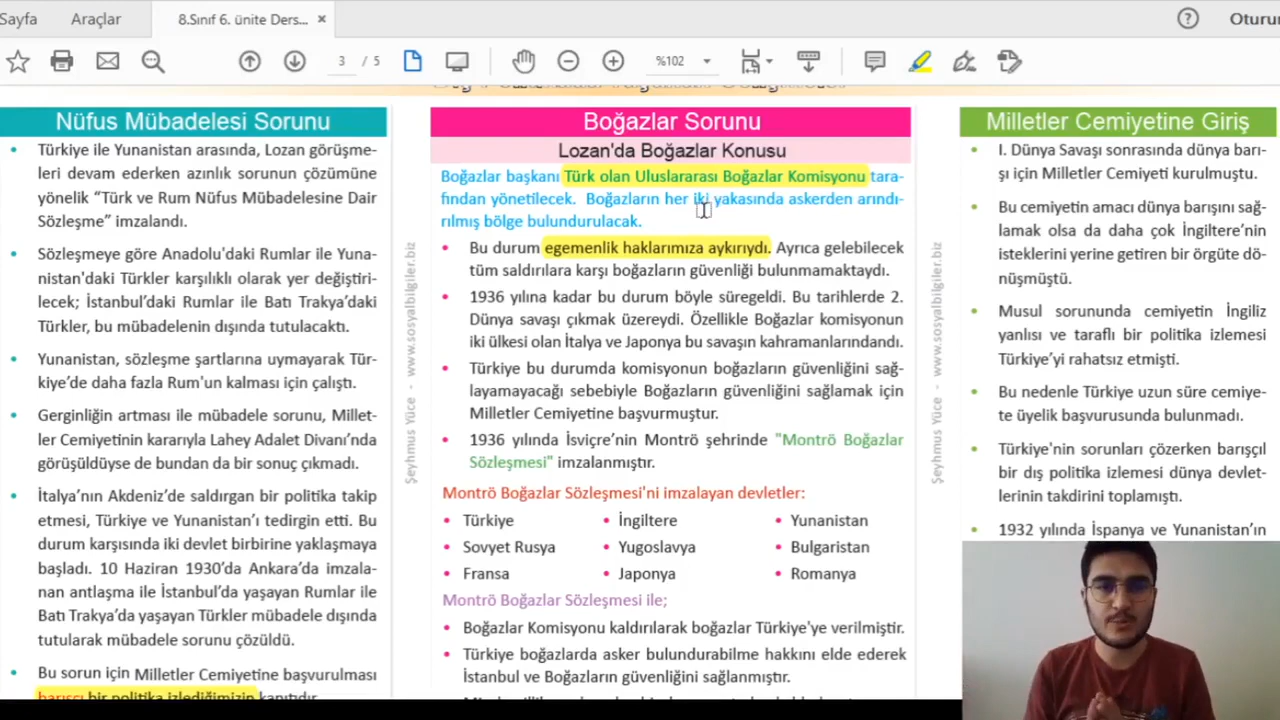 Sayfa
Araçlar
8.Sınıf 6. ünite Ders...
×
?
Oturun
3 / 5
%102
Nüfus Mübadelesi Sorunu
• Türkiye ile Yunanistan arasında, Lozan görüşme-
leri devam ederken azınlık sorunun çözümüne
yönelik “Türk ve Rum Nüfus Mübadelesine Dair
Sözleşme” imzalandı.
• Sözleşmeye göre Anadolu'daki Rumlar ile Yuna-
nistan'daki Türkler karşılıklı olarak yer değiştiri-
lecek; İstanbul’daki Rumlar ile Batı Trakya’daki
Türkler, bu mübadelenin dışında tutulacaktı.
• Yunanistan, sözleşme şartlarına uymayarak Tür-
kiye’de daha fazla Rum'un kalması için çalıştı.
• Gerginliğin artması ile mübadele sorunu, Millet-
ler Cemiyetinin kararıyla Lahey Adalet Divanı’nda
görüşüldüyse de bundan da bir sonuç çıkmadı.
• İtalya’nın Akdeniz’de saldırgan bir politika takip
etmesi, Türkiye ve Yunanistan’ı tedirgin etti. Bu
durum karşısında iki devlet birbirine yaklaşmaya
başladı. 10 Haziran 1930’da Ankara’da imzala-
nan antlaşma ile İstanbul’da yaşayan Rumlar ile
Batı Trakya’da yaşayan Türkler mübadele dışında
tutularak mübadele sorunu çözüldü.
• Bu sorun için Milletler Cemiyetine başvurulması
barışçı bir politika izlediğimizin kanıtıdır.
Şeyhmus Yüce - www.sosyalbilgiler.biz
Boğazlar Sorunu
Lozan'da Boğazlar Konusu
Boğazlar başkanı Türk olan Uluslararası Boğazlar Komisyonu tara-
fından yönetilecek. Boğazların her iki yakasında askerden arındı-
rılmış bölge bulundurulacak.
• Bu durum egemenlik haklarımıza aykırıydı. Ayrıca gelebilecek
tüm saldırılara karşı boğazların güvenliği bulunmamaktaydı.
• 1936 yılına kadar bu durum böyle süregeldi. Bu tarihlerde 2.
Dünya savaşı çıkmak üzereydi. Özellikle Boğazlar komisyonun
iki ülkesi olan İtalya ve Japonya bu savaşın kahramanlarındandı.
• Türkiye bu durumda komisyonun boğazların güvenliğini sağ-
layamayacağı sebebiyle Boğazların güvenliğini sağlamak için
Milletler Cemiyetine başvurmuştur.
• 1936 yılında İsviçre’nin Montrö şehrinde "Montrö Boğazlar
Sözleşmesi" imzalanmıştır.
Montrö Boğazlar Sözleşmesi'ni imzalayan devletler:
• Türkiye • İngiltere • Yunanistan
• Sovyet Rusya • Yugoslavya • Bulgaristan
• Fransa • Japonya • Romanya
Montrö Boğazlar Sözleşmesi ile;
• Boğazlar Komisyonu kaldırılarak boğazlar Türkiye'ye verilmiştir.
• Türkiye boğazlarda asker bulundurabilme hakkını elde ederek
İstanbul ve Boğazların güvenliğini sağlanmıştır.
Şeyhmus Yüce - www.sosyalbilgiler.biz
Milletler Cemiyetine Giriş
• I. Dünya Savaşı sonrasında dünya barı-
şı için Milletler Cemiyeti kurulmuştu.
• Bu cemiyetin amacı dünya barışını sağ-
lamak olsa da daha çok İngiltere’nin
isteklerini yerine getiren bir örgüte dö-
nüşmüştü.
• Musul sorununda cemiyetin İngiliz
yanlısı ve taraflı bir politika izlemesi
Türkiye’yi rahatsız etmişti.
• Bu nedenle Türkiye uzun süre cemiye-
te üyelik başvurusunda bulunmadı.
• Türkiye'nin sorunları çözerken barışçıl
bir dış politika izlemesi dünya devlet-
lerinin takdirini toplamıştı.
• 1932 yılında İspanya ve Yunanistan’ın